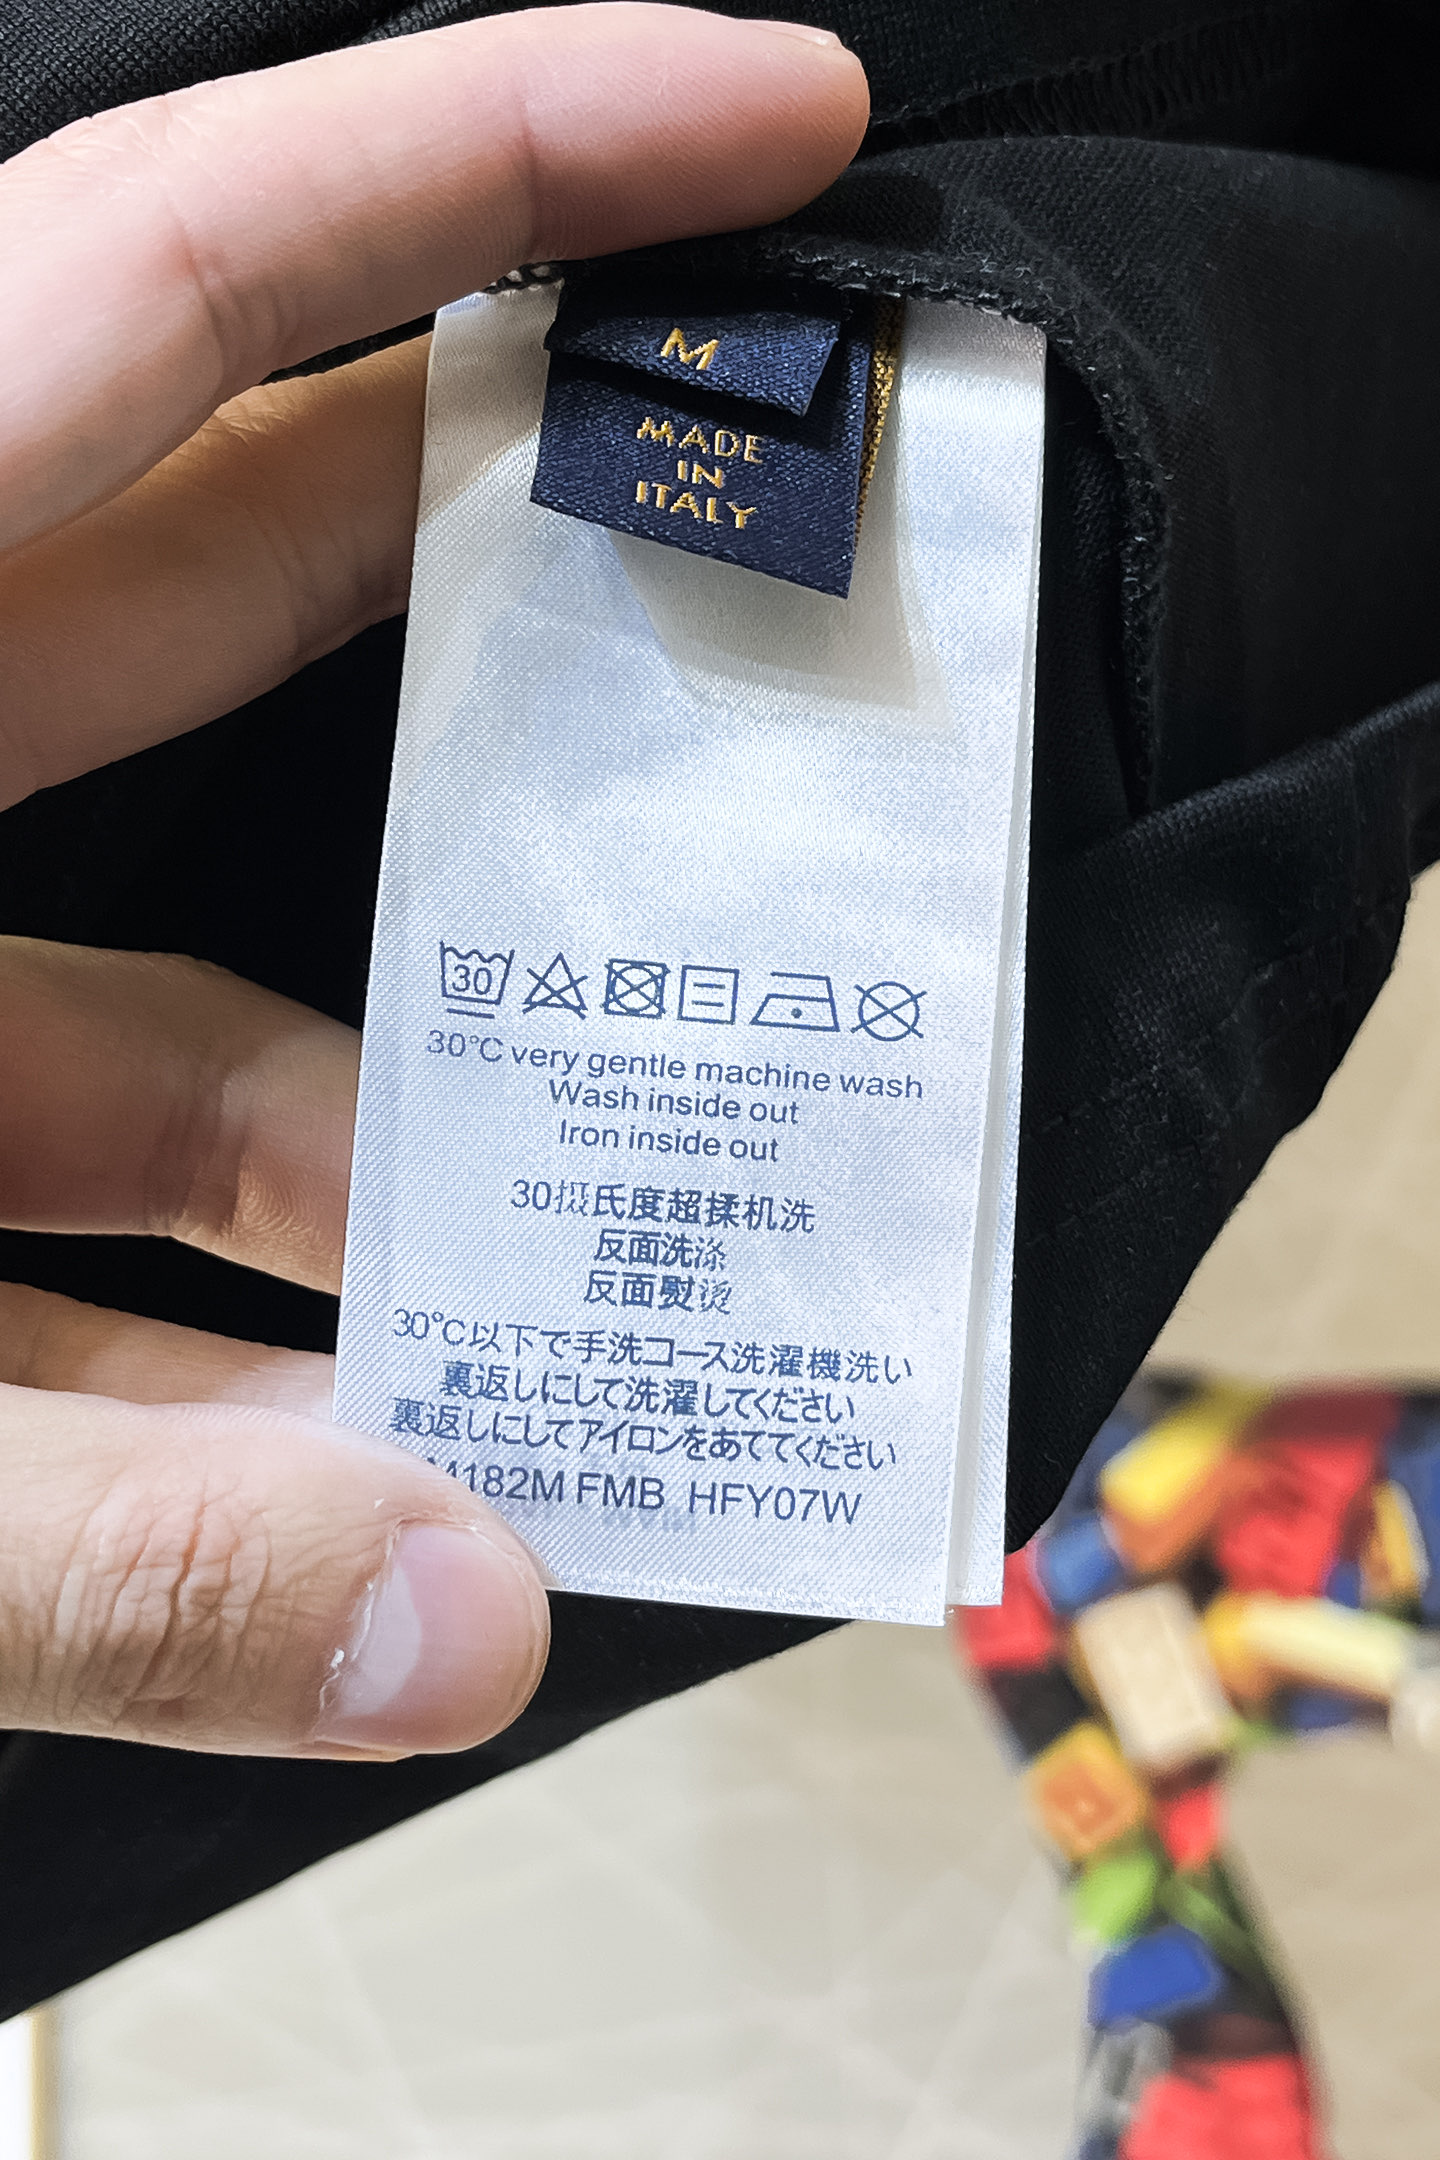 M
MADE
IN
ITALY
30
30°C very gentle machine wash
Wash inside out
Iron inside out
30摄氏度超揉机洗
反面洗涤
反面熨烫
30°C以下で手洗コース洗濯機洗い
裏返しにして洗濯してください
裏返しにしてアイロンをあててください
M182M FMB HFY07W